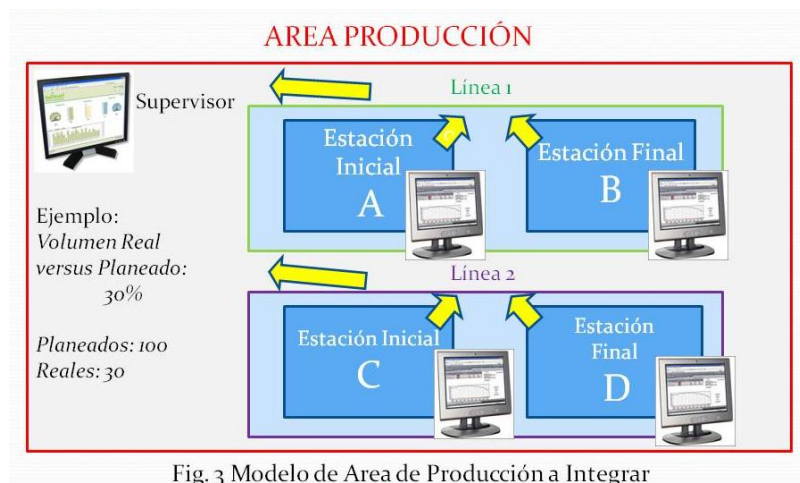 AREA PRODUCCIÓN
Supervisor
Línea 1
Estación
Inicial
A
Estación Final
B
Ejemplo:
Volumen Real
versus Planeado:
30%
Planeados: 100
Reales: 30
Línea 2
Estación Inicial
C
Estación
Final
D
Fig. 3 Modelo de Area de Producción a Integrar